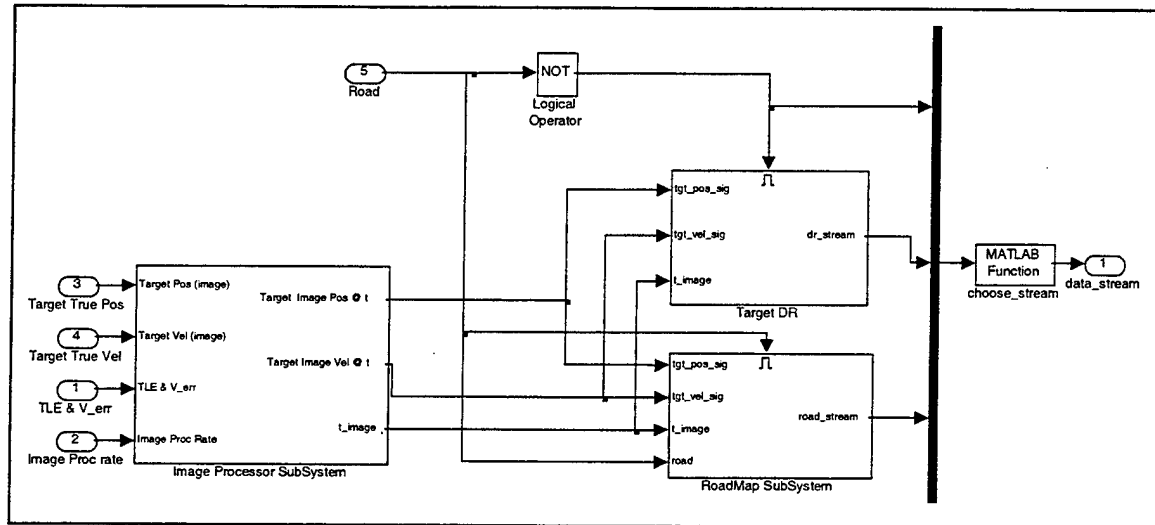 5
Road
NOT
Logical
Operator
tgt_pos_sig
tgt_vel_sig
dr_stream
t_image
Target DR
MATLAB
Function
choose_stream
1
data_stream
3
Target True Pos
4
Target True Vel
1
TLE & V_err
2
Image Proc rate
Target Pos (image)
Target Image Pos @ t
Target Vel (image)
Target Image Vel @ t
TLE & V_err
t_image
Image Proc Rate
Image Processor SubSystem
tgt_pos_sig
tgt_vel_sig
road_stream
t_image
road
RoadMap SubSystem